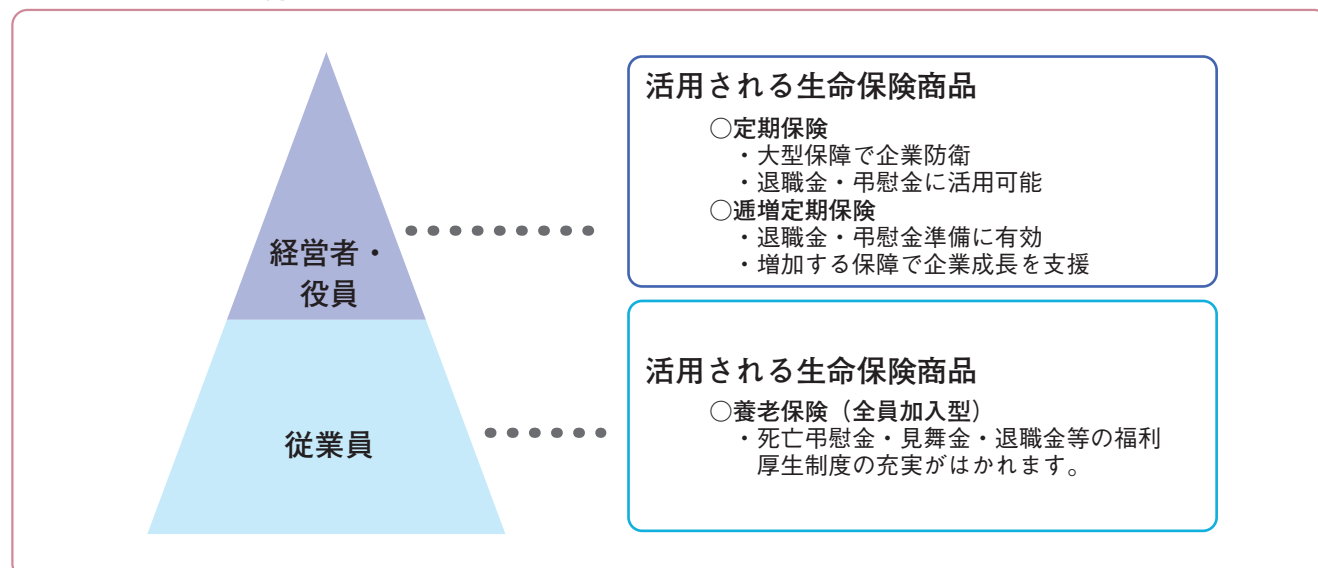 経営者・
役員
活用される生命保険商品
○定期保険
・大型保障で企業防衛
・退職金・弔慰金に活用可能
○逓増定期保険
・退職金・弔慰金準備に有効
・増加する保障で企業成長を支援
従業員
活用される生命保険商品
○養老保険（全員加入型）
・死亡弔慰金・見舞金・退職金等の福利
厚生制度の充実がはかれます。